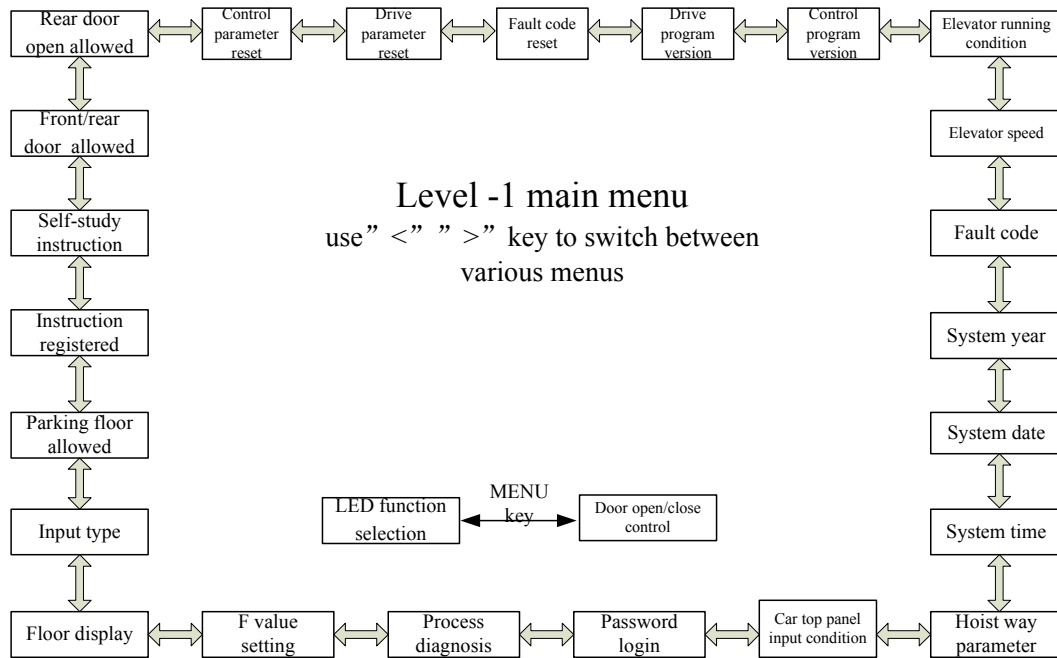 Rear door
open allowed
Control
parameter
reset
Drive
parameter
reset
Fault code
reset
Drive
program
version
Control
program
version
Elevator running
condition
Front/rear
door allowed
Elevator speed
Level -1 main menu
use” <” ” >” key to switch between
various menus
Self-study
instruction
Fault code
Instruction
registered
System year
Parking floor
allowed
System date
Input type
LED function
selection
MENU
key
Door open/close
control
System time
Floor display
F value
setting
Process
diagnosis
Password
login
Car top panel
input condition
Hoist way
parameter